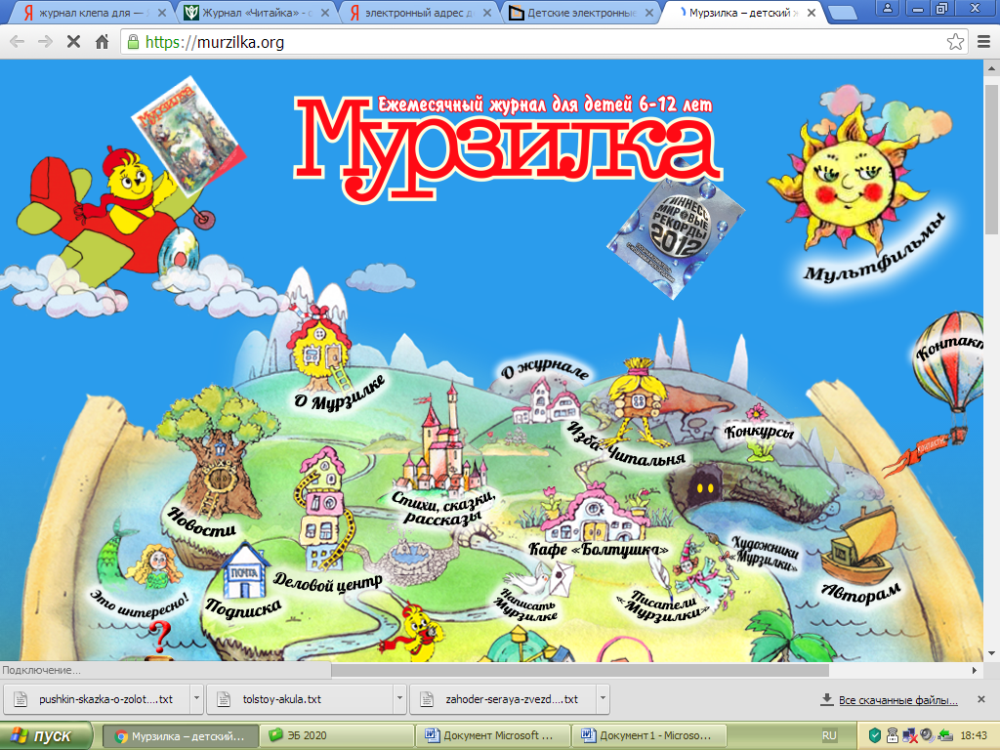 журнал клепа для — Я
Журнал «Читайка» - с
электронный адрес де
Детские электронные
Мурзилка – детский ж
https://murzilka.org
Мурзилка
Ежемесячный журнал для детей 6-12 лет
Мурзилка
ГИННЕСС
МИРОВЫЕ
РЕКОРДЫ
2012
Мультфильмы
Контакт
О журнале
О Мурзилке
Изба-Читальня
Конкурсы
КОНТАКТЫ
Стихи, сказки,
рассказы
Новости
Кафе «Болтушка»
Художники
«Мурзилки»
ПОЧТА
Деловой центр
Авторам
Это интересно!
Подписка
Написать
Мурзилке
Писатели
«Мурзилки»
Подключение...
pushkin-skazka-o-zolot....txt
tolstoy-akula.txt
zahoder-seraya-zvezd....txt
Все скачанные файлы...
пуск
Мурзилка – детский...
ЭБ 2020
Документ Microsoft ...
Документ1 - Microso...
RU
18:43